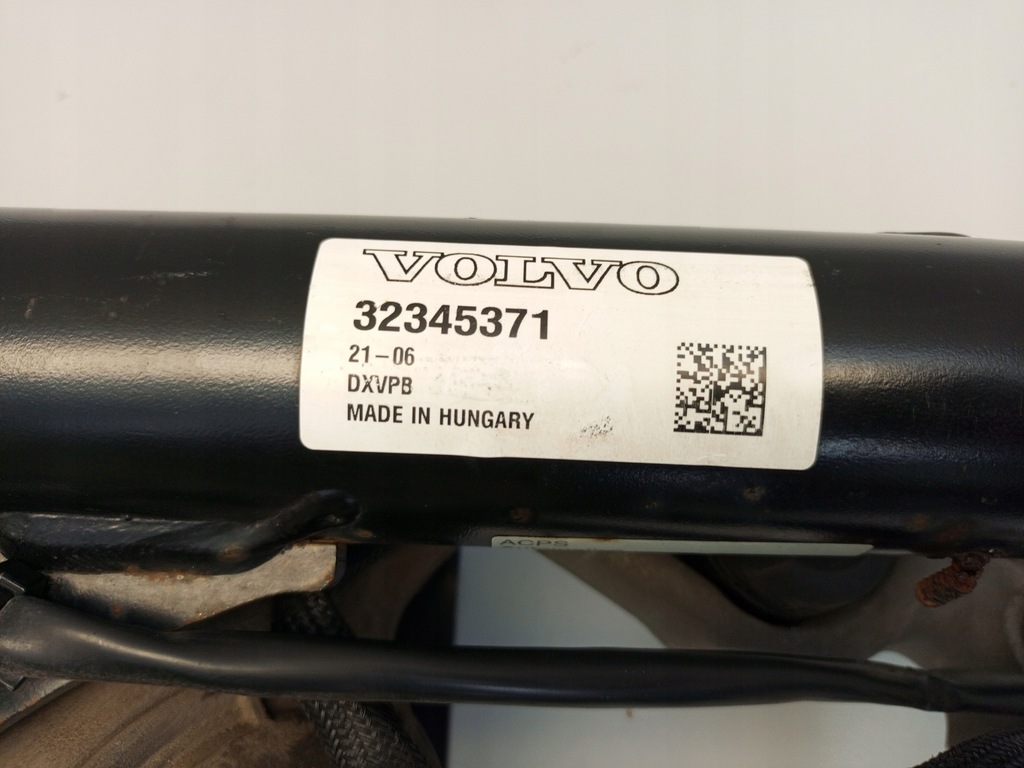 VOLVO
32345371
21-06
DXVPB
MADE IN HUNGARY
ACPS